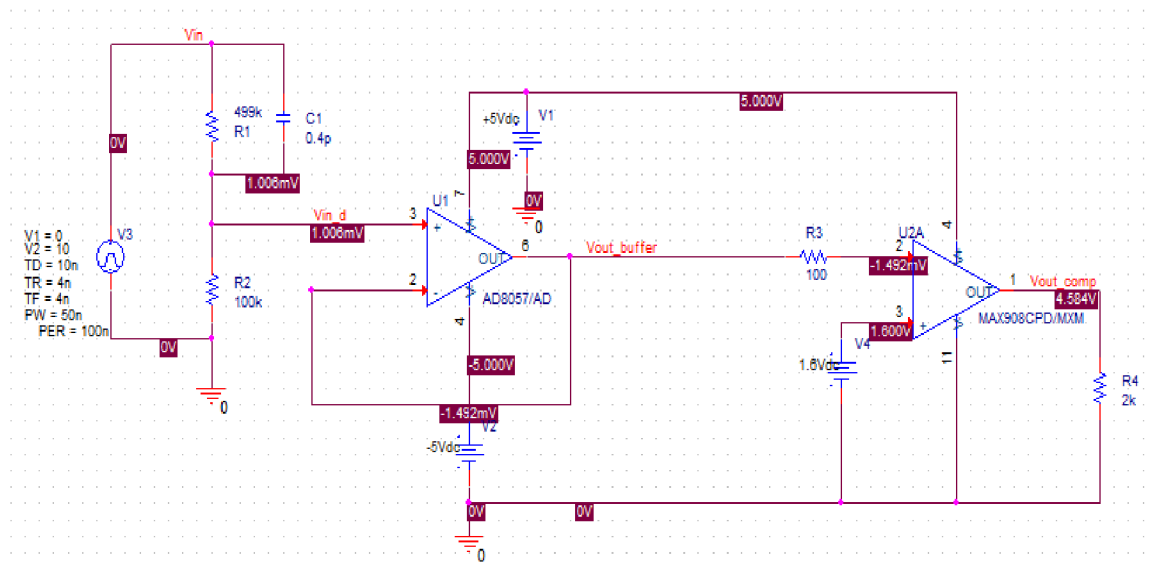 Vin
499k
R1
C1
0.4p
0V
1.006mV
Vin_d
1.006mV
V3
V1 = 0
V2 = 10
TD = 10n
TR = 4n
TF = 4n
PW = 50n
PER = 100n
R2
100k
0V
0
5.000V
+5Vdc
V1
5.000V
0V
0
7
U1
3
+
OUT
6
2
-
AD8057/AD
4
-5.000V
-1.492mV
V2
-5Vdc
0V
0V
0
Vout_buffer
R3
100
U2A
4
2
-1.492mV
-
OUT
1
Vout_comp
4.584V
MAX908CPD/MXM
3
+
1.600V
V4
1.6Vdc
11
R4
2k